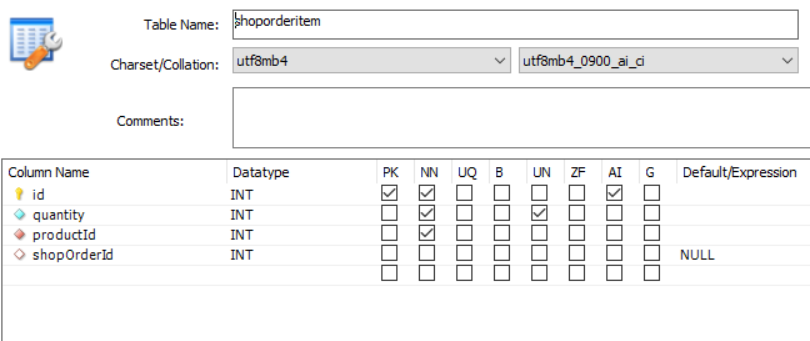 Table Name: shoporderitem
Charset/Collation: utf8mb4 utf8mb4_0900_ai_ci
Comments:
Column Name Datatype PK NN UQ B UN ZF AI G Default/Expression
id INT
quantity INT
productId INT
shopOrderId INT NULL